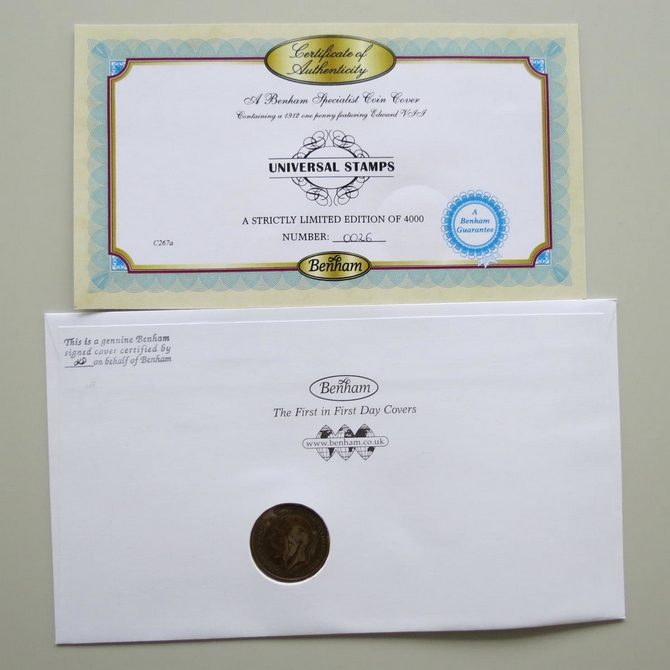 Certificate of
Authenticity
A Benham Specialist Coin Cover
Containing a 1912 one penny featuring Edward VII
UNIVERSAL STAMPS
A STRICTLY LIMITED EDITION OF 4000
NUMBER: 0026
A
Benham
Guarantee
C267a
Benham
This is a genuine Benham
signed cover certified by
on behalf of Benham
Benham
The First in First Day Covers
www.benham.co.uk